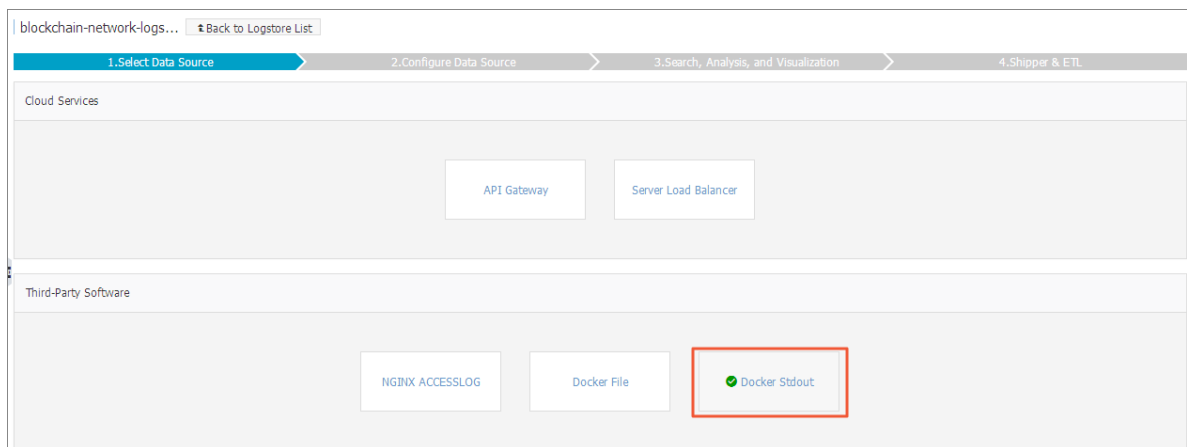 blockchain-network-logs... Back to Logstore List
1.Select Data Source 2.Configure Data Source 3.Search, Analysis, and Visualization 4.Shipper & ETL
Cloud Services
API Gateway Server Load Balancer
Third-Party Software
NGINX ACCESSLOG Docker File Docker Stdout